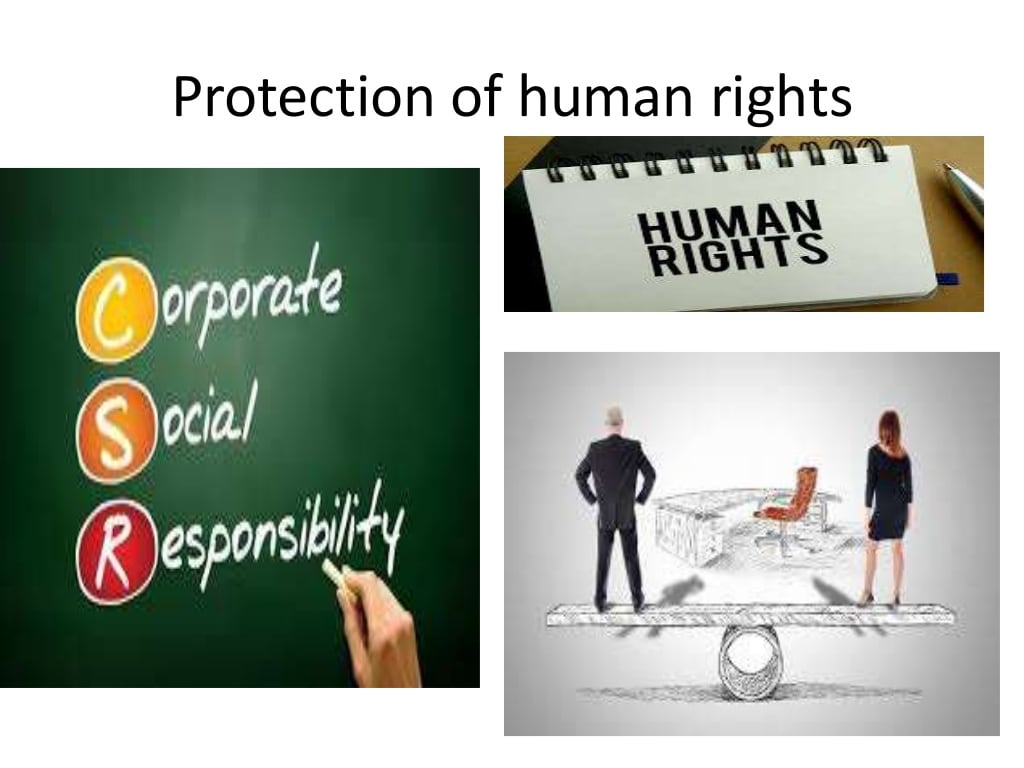 Protection of human rights
Corporate
Social
Responsibility
HUMAN
RIGHTS